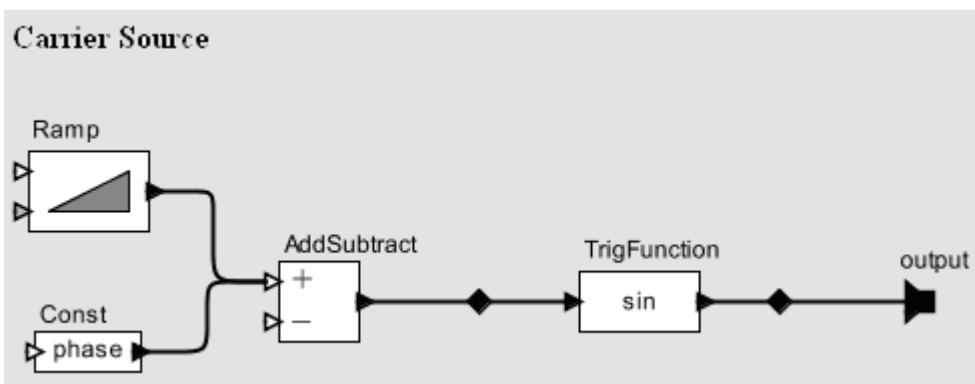 Carrier Source
Ramp
AddSubtract
+
−
TrigFunction
sin
output
Const
phase